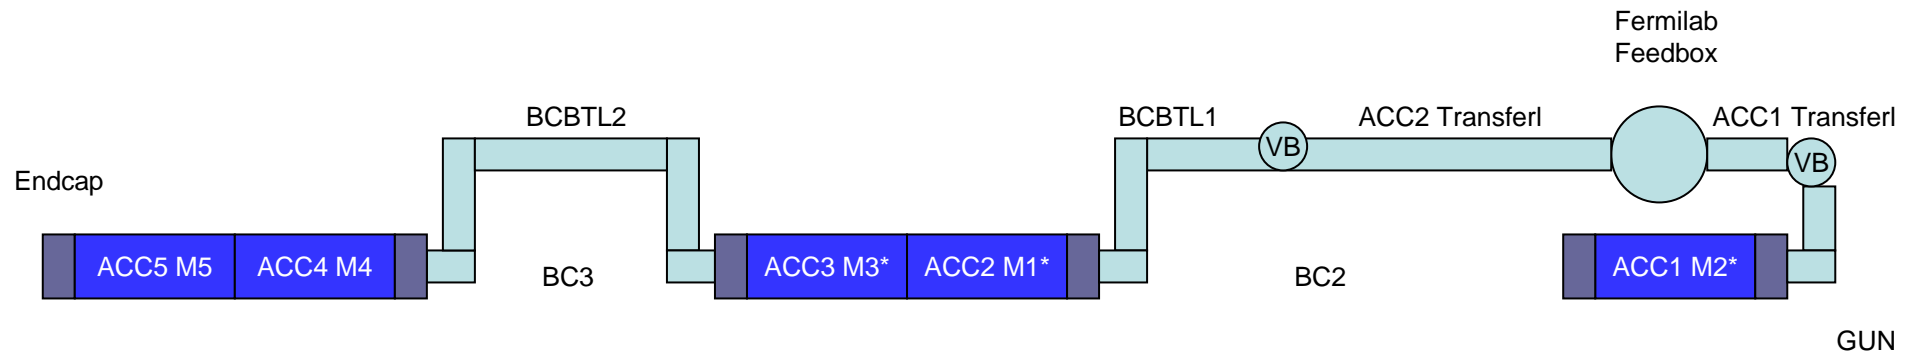 Fermilab
Feedbox
BCBTL2
BCBTL1
ACC2 Transferl
ACC1 Transferl
VB
VB
Endcap
ACC5 M5
ACC4 M4
BC3
ACC3 M3*
ACC2 M1*
BC2
ACC1 M2*
GUN